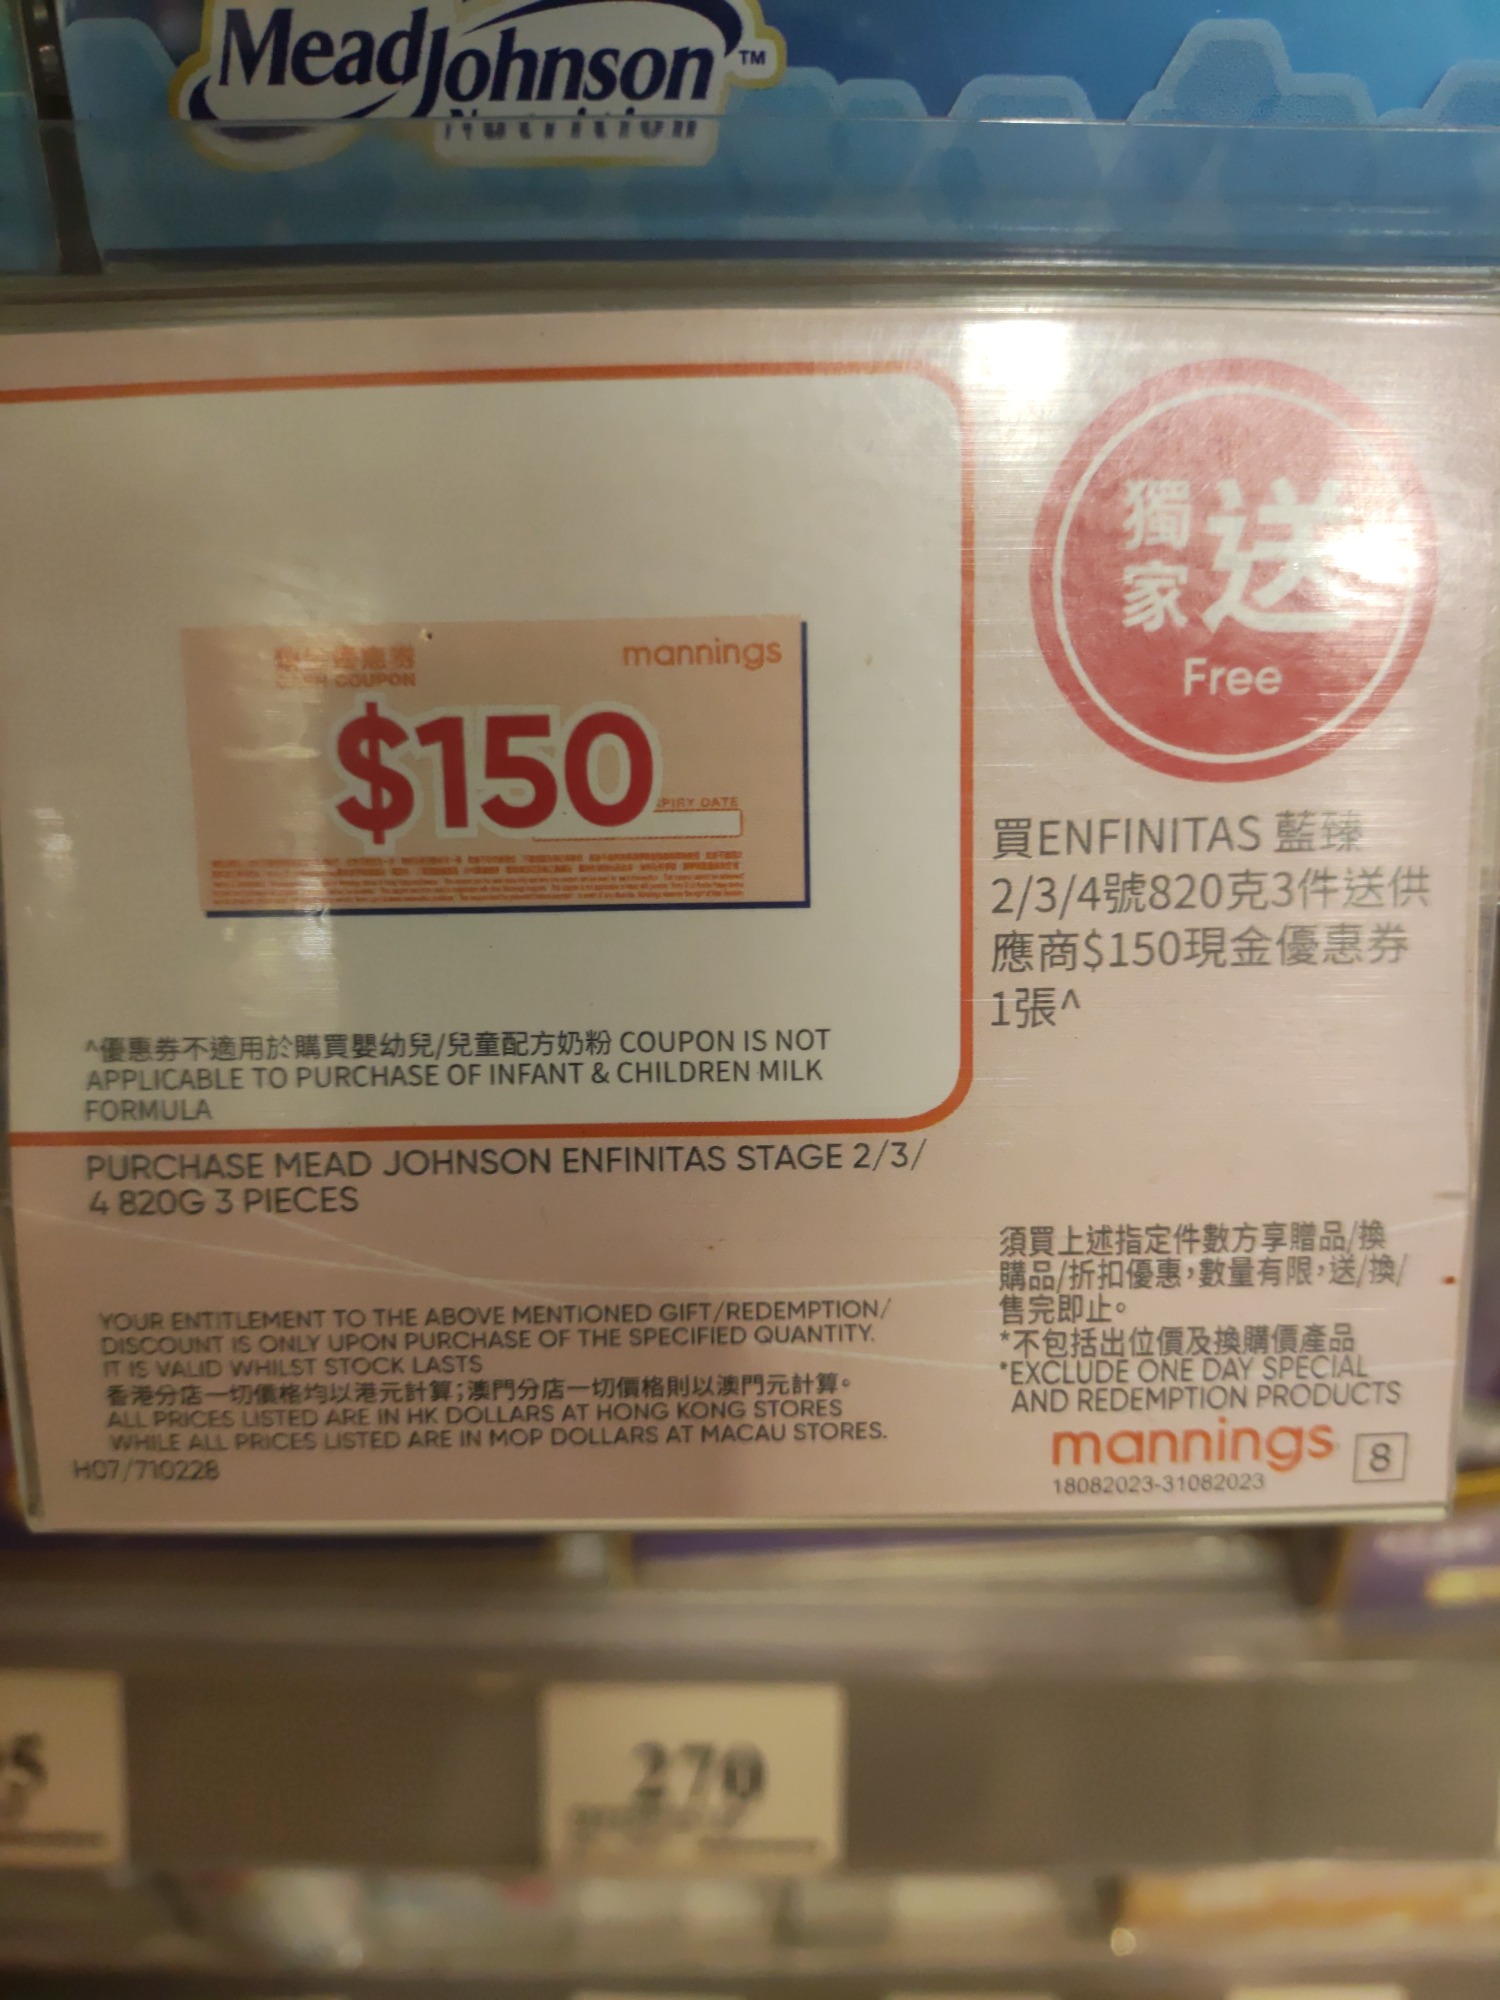 MeadJohnson™
Nutrition
獨家 送
Free
優惠券
mannings
COUPON
$150
EXPIRY DATE
買ENFINITAS 藍臻
2/3/4號820克3件送供
應商$150現金優惠券
1張^
^優惠券不適用於購買嬰幼兒/兒童配方奶粉 COUPON IS NOT
APPLICABLE TO PURCHASE OF INFANT & CHILDREN MILK
FORMULA
PURCHASE MEAD JOHNSON ENFINITAS STAGE 2/3/
4 820G 3 PIECES
YOUR ENTITLEMENT TO THE ABOVE MENTIONED GIFT/REDEMPTION/
DISCOUNT IS ONLY UPON PURCHASE OF THE SPECIFIED QUANTITY.
IT IS VALID WHILST STOCK LASTS
香港分店一切價格均以港元計算;澳門分店一切價格則以澳門元計算。
ALL PRICES LISTED ARE IN HK DOLLARS AT HONG KONG STORES
WHILE ALL PRICES LISTED ARE IN MOP DOLLARS AT MACAU STORES.
H07/710228
須買上述指定件數方享贈品/換
購品/折扣優惠,數量有限,送/換/
售完即止。
*不包括出位價及換購價產品
*EXCLUDE ONE DAY SPECIAL
AND REDEMPTION PRODUCTS
mannings 8
18082023-31082023
270